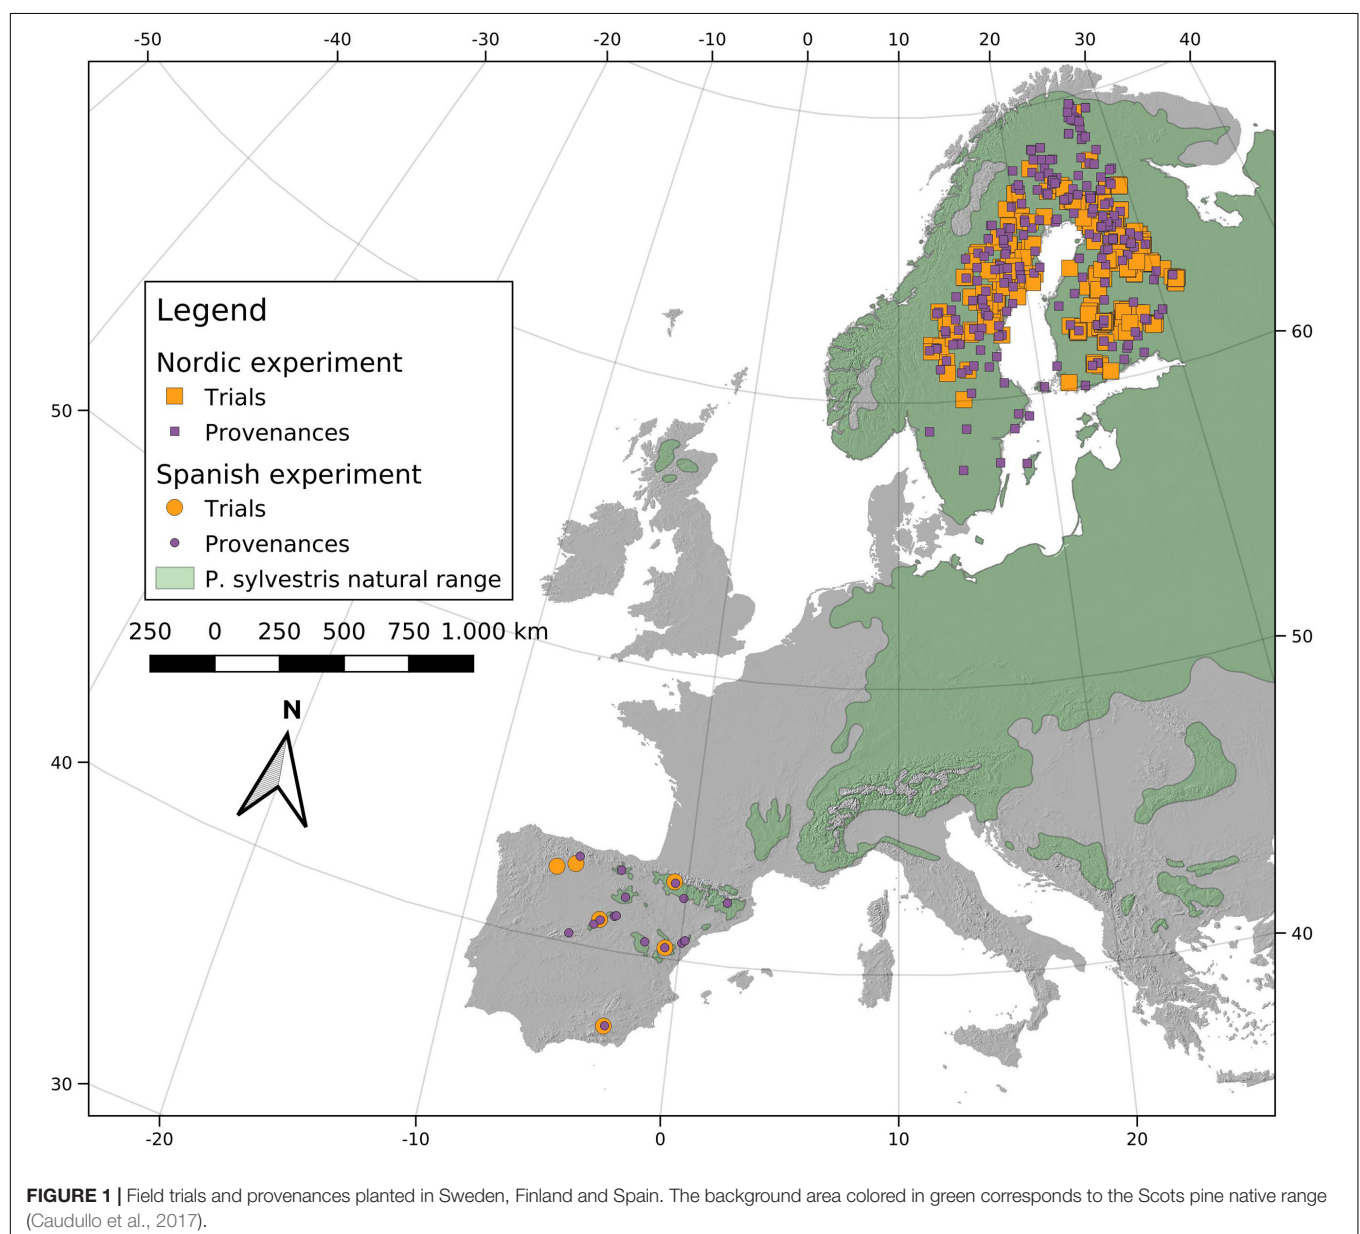 -50 -40 -30 -20 -10 0 10 20 30 40
Legend
Nordic experiment
Trials
Provenances
Spanish experiment
Trials
Provenances
P. sylvestris natural range
250 0 250 500 750 1.000 km
N
50
40
30
60
50
40
-20 -10 0 10 20
FIGURE 1 | Field trials and provenances planted in Sweden, Finland and Spain. The background area colored in green corresponds to the Scots pine native range
(Caudullo et al., 2017).